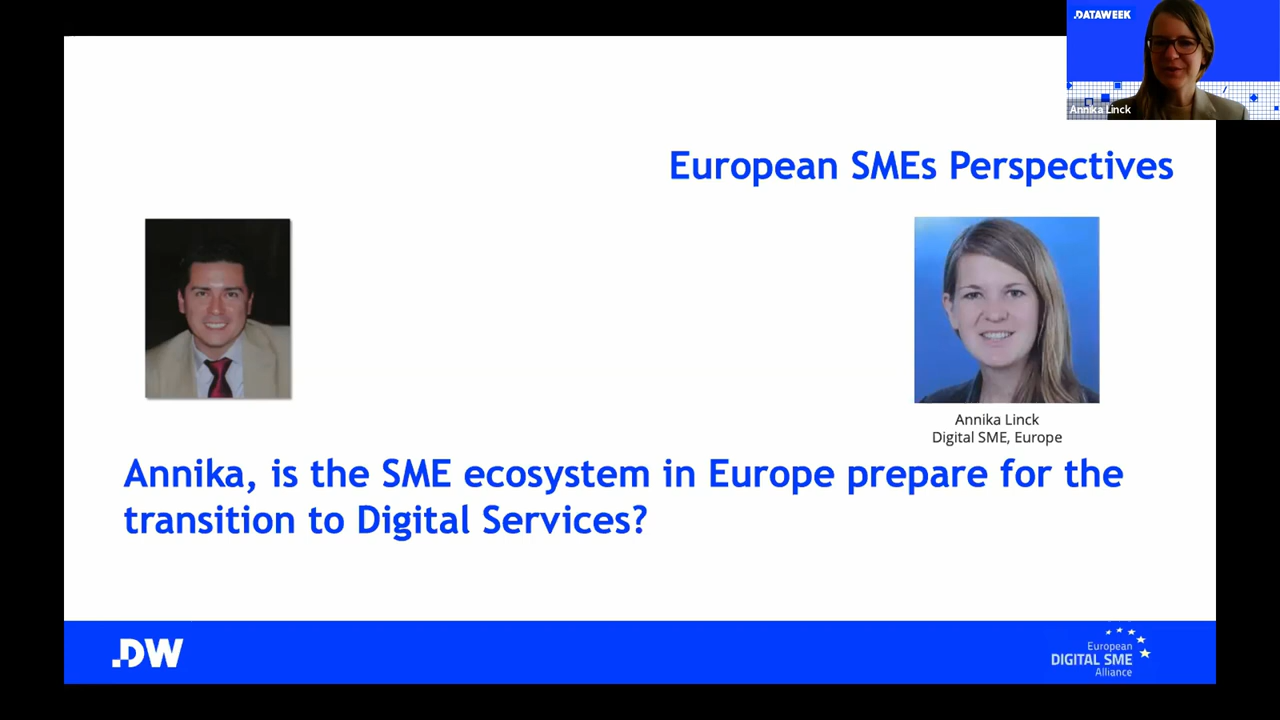 .DATAWEEK
Annika Linck
European SMEs Perspectives
Annika Linck
Digital SME, Europe
Annika, is the SME ecosystem in Europe prepare for the
transition to Digital Services?
.DW
European
DIGITAL SME
Alliance